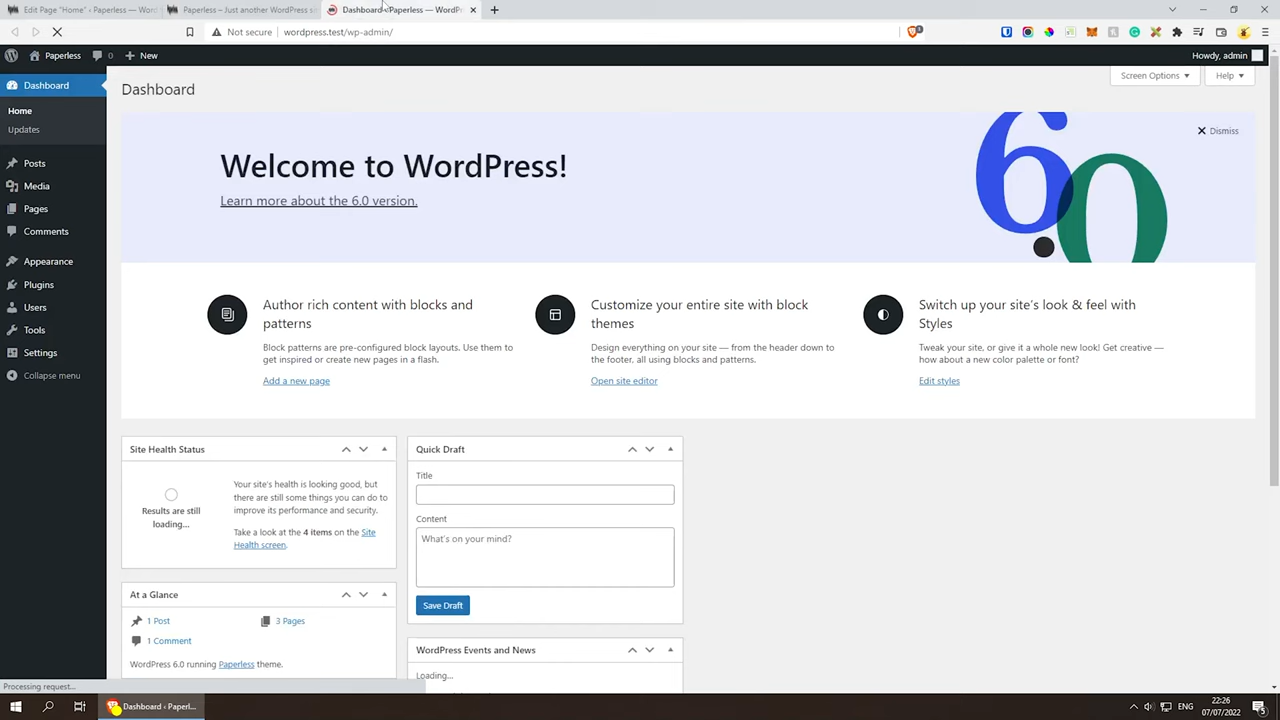 Edit Page "Home" ‹ Paperless — Word
Paperless – Just another WordPress s
Dashboard ‹ Paperless — WordPr
Not secure
wordpress.test/wp-admin/
Paperless
0
New
Howdy, admin
Dashboard
Home
Updates
Posts
Media
Pages
Comments
Appearance
Plugins
Users
Tools
Settings
Collapse menu
Dashboard
Screen Options
Help
Welcome to WordPress!
Learn more about the 6.0 version.
6.0
Dismiss
Author rich content with blocks and
patterns
Block patterns are pre-configured block layouts. Use them to
get inspired or create new pages in a flash.
Add a new page
Customize your entire site with block
themes
Design everything on your site — from the header down to
the footer, all using blocks and patterns.
Open site editor
Switch up your site's look & feel with
Styles
Tweak your site, or give it a whole new look! Get creative —
how about a new color palette or font?
Edit styles
Site Health Status
Results are still
loading...
Your site's health is looking good, but
there are still some things you can do to
improve its performance and security.
Take a look at the 4 items on the Site
Health screen.
At a Glance
1 Post
3 Pages
1 Comment
WordPress 6.0 running Paperless theme.
Quick Draft
Title
Content
What's on your mind?
Save Draft
WordPress Events and News
Loading...
Processing request...
Dashboard ‹ Paperl...
ENG
22:26
07/07/2022